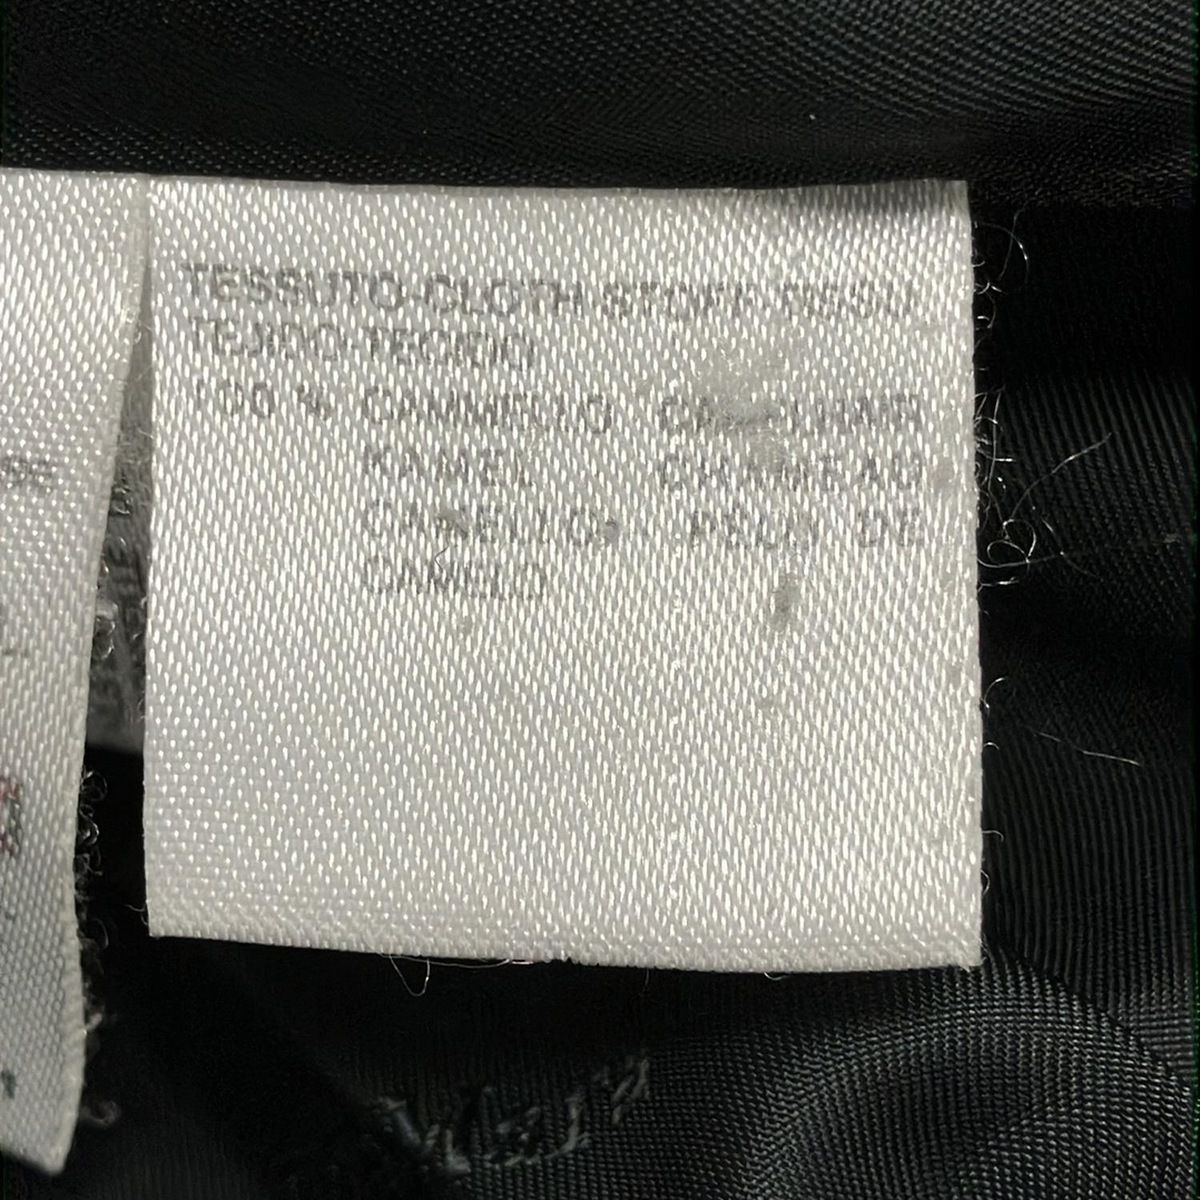 TESSUTO-CLOTH STOFF-TISSU
TEJIDO-TECIDO
100 % CAMMELLO CAMELHAIR
KAMEL CHAMEAU
CAMELLO PELO DE
CAMELO